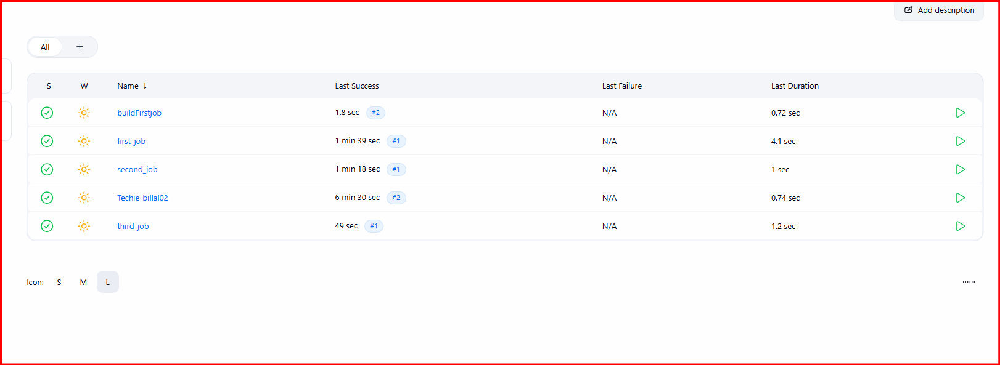 Add description
All +
S W Name ↓ Last Success Last Failure Last Duration
buildFirstjob 1.8 sec #2 N/A 0.72 sec
first_job 1 min 39 sec #1 N/A 4.1 sec
second_job 1 min 18 sec #1 N/A 1 sec
Techie-billal02 6 min 30 sec #2 N/A 0.74 sec
third_job 49 sec #1 N/A 1.2 sec
Icon: S M L